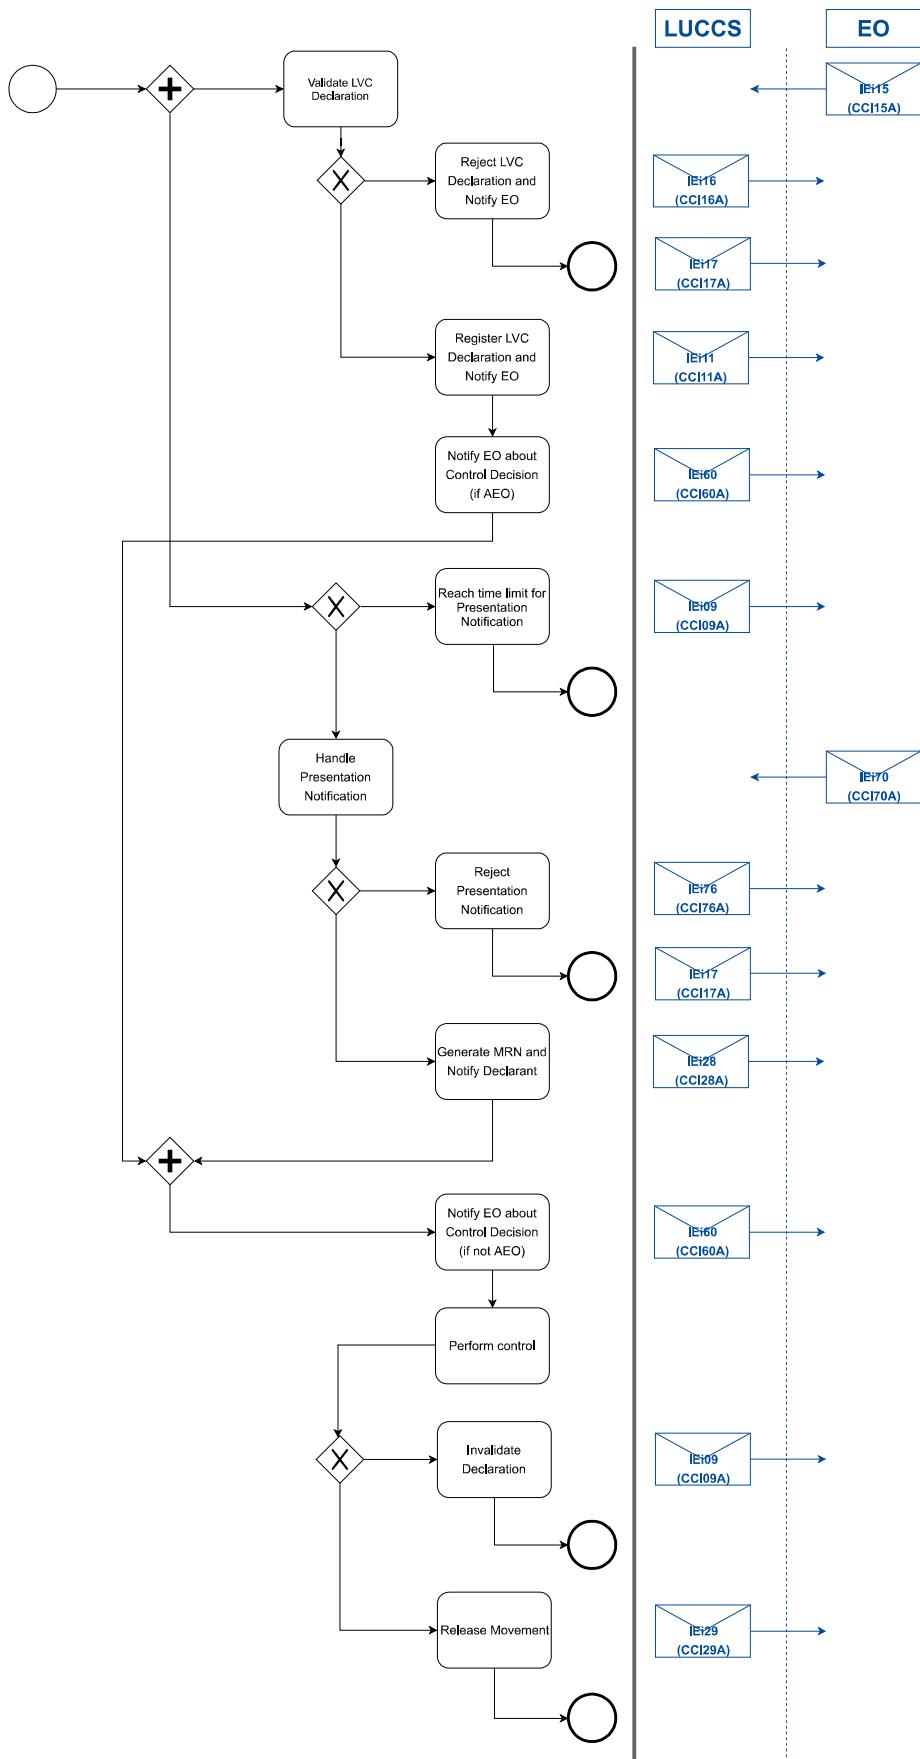 LUCCS
EO
Validate LVC
Declaration
IEi15
(CCI15A)
Reject LVC
Declaration and
Notify EO
IEi16
(CCI16A)
IEi17
(CCI17A)
Register LVC
Declaration and
Notify EO
IEi11
(CCI11A)
Notify EO about
Control Decision
(if AEO)
IEi60
(CCI60A)
Reach time limit for
Presentation
Notification
IEi09
(CCI09A)
Handle
Presentation
Notification
IEi70
(CCI70A)
Reject
Presentation
Notification
IEi76
(CCI76A)
IEi17
(CCI17A)
Generate MRN and
Notify Declarant
IEi28
(CCI28A)
Notify EO about
Control Decision
(if not AEO)
IEi60
(CCI60A)
Perform control
Invalidate
Declaration
IEi09
(CCI09A)
Release Movement
IEi29
(CCI29A)